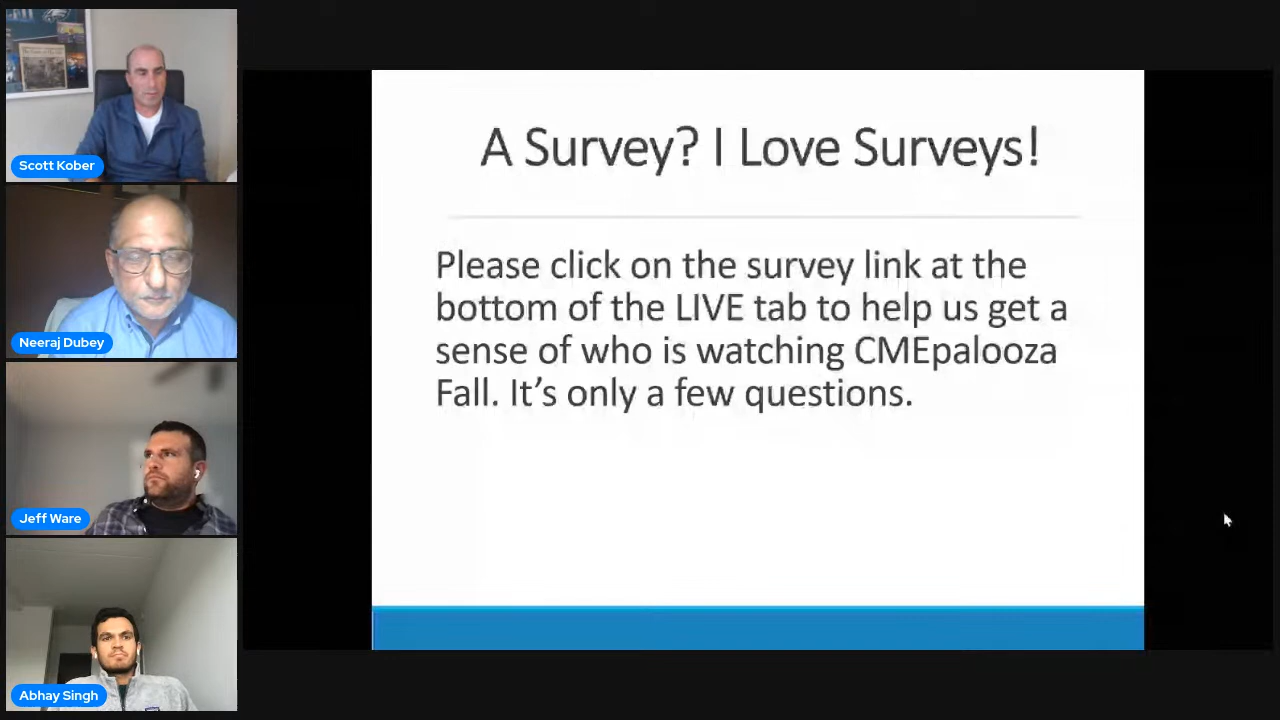 Scott Kober
Neeraj Dubey
Jeff Ware
Abhay Singh
A Survey? I Love Surveys!
Please click on the survey link at the
bottom of the LIVE tab to help us get a
sense of who is watching CMEpalooza
Fall. It’s only a few questions.